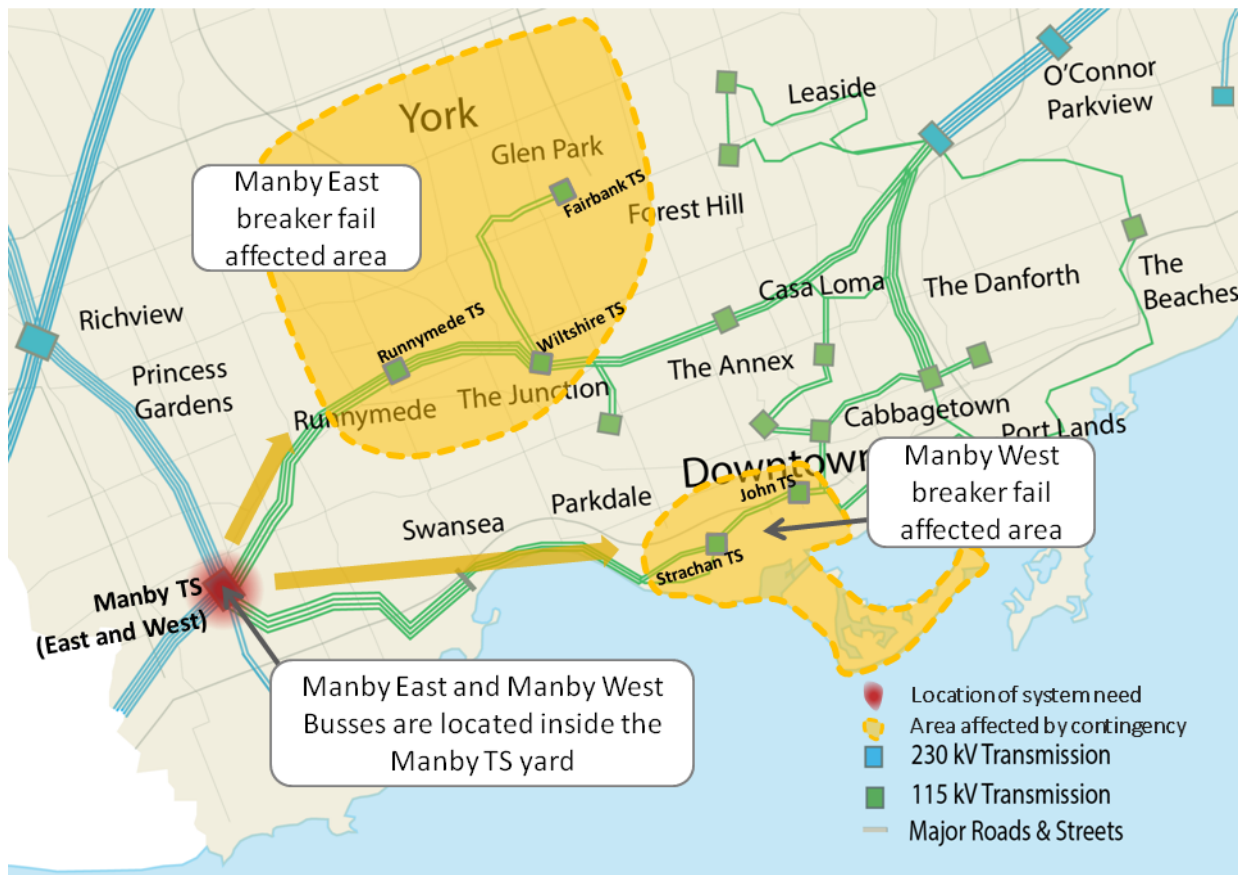 York
Glen Park
Fairbank TS
Manby East
breaker fail
affected area
Leaside
O'Connor
Parkview
Forest Hill
Richview
Princess
Gardens
Runnymede TS
Wiltshire TS
Casa Loma
The Danforth
The
Beaches
Runnymede
The Junction
The Annex
Cabbagetown
Port Lands
Downtown
Manby West
breaker fail
affected area
John TS
Parkdale
Swansea
Strachan TS
Manby TS
(East and West)
Manby East and Manby West
Busses are located inside the
Manby TS yard
Location of system need
Area affected by contingency
230 kV Transmission
115 kV Transmission
Major Roads & Streets